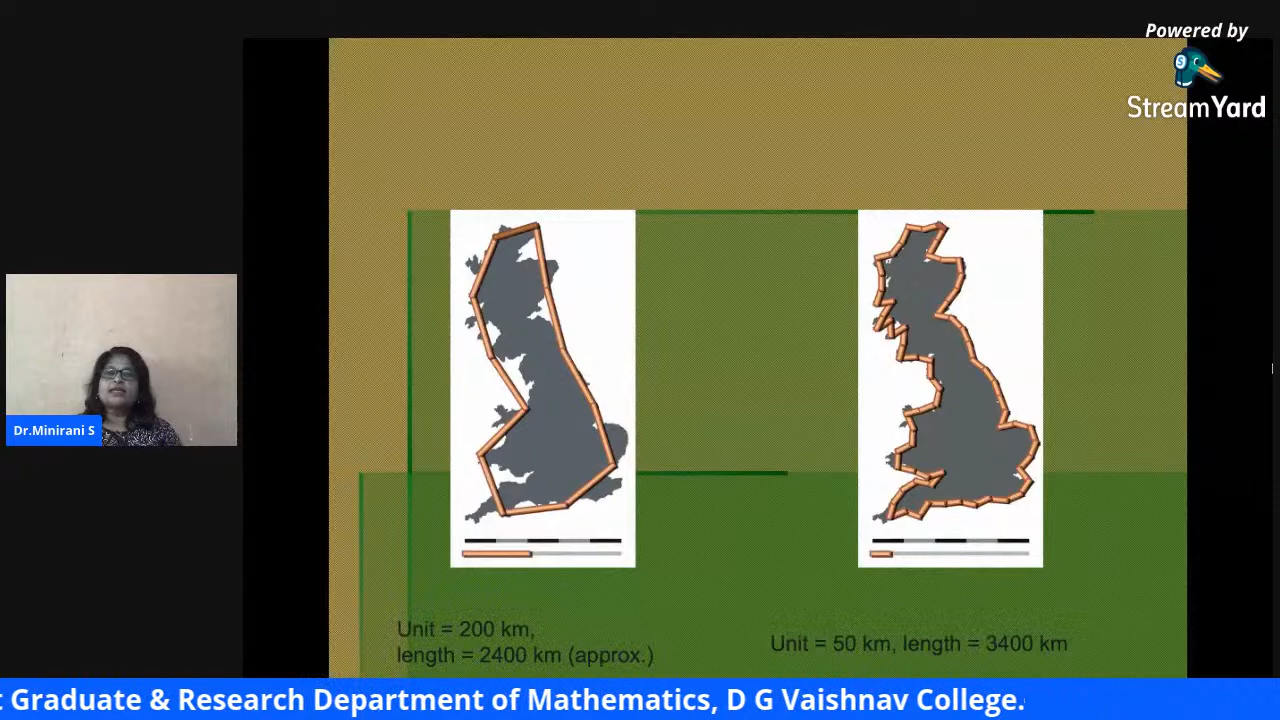 Powered by
StreamYard
Dr.Minirani S
Unit = 200 km,
length = 2400 km (approx.)
Unit = 50 km, length = 3400 km
Graduate & Research Department of Mathematics, D G Vaishnav College.